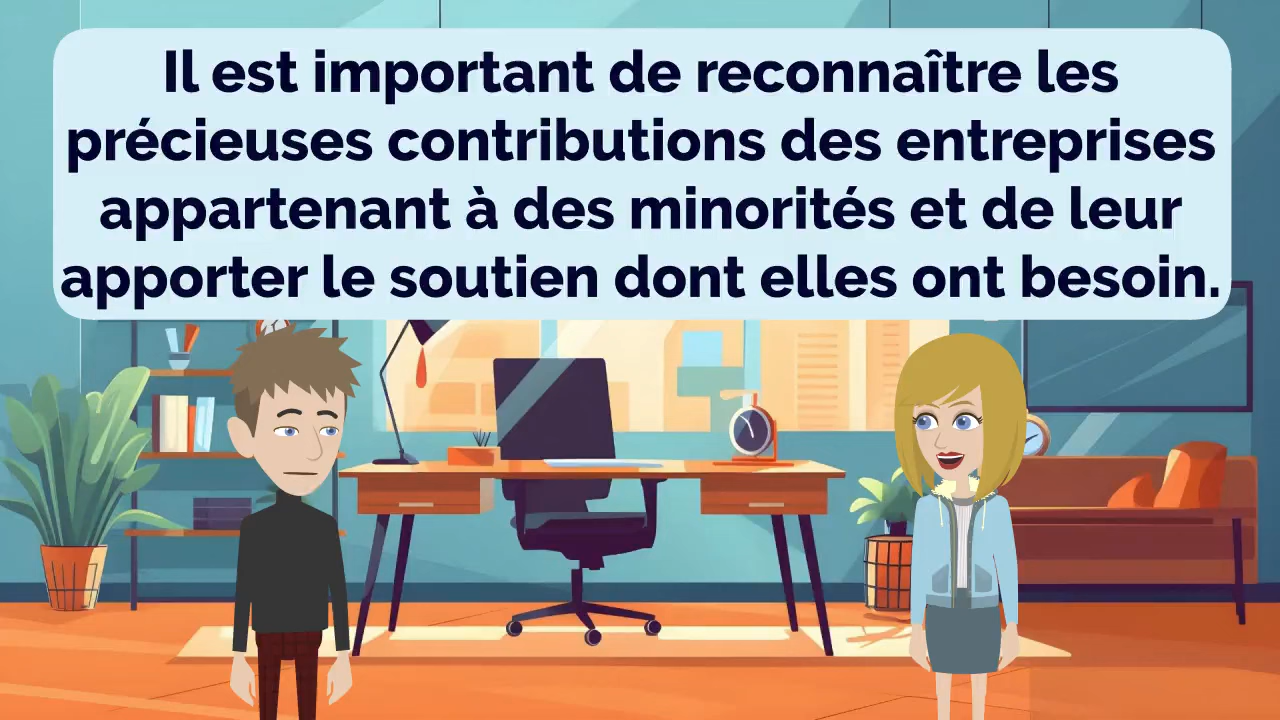 Il est important de reconnaître les
précieuses contributions des entreprises
appartenant à des minorités et de leur
apporter le soutien dont elles ont besoin.